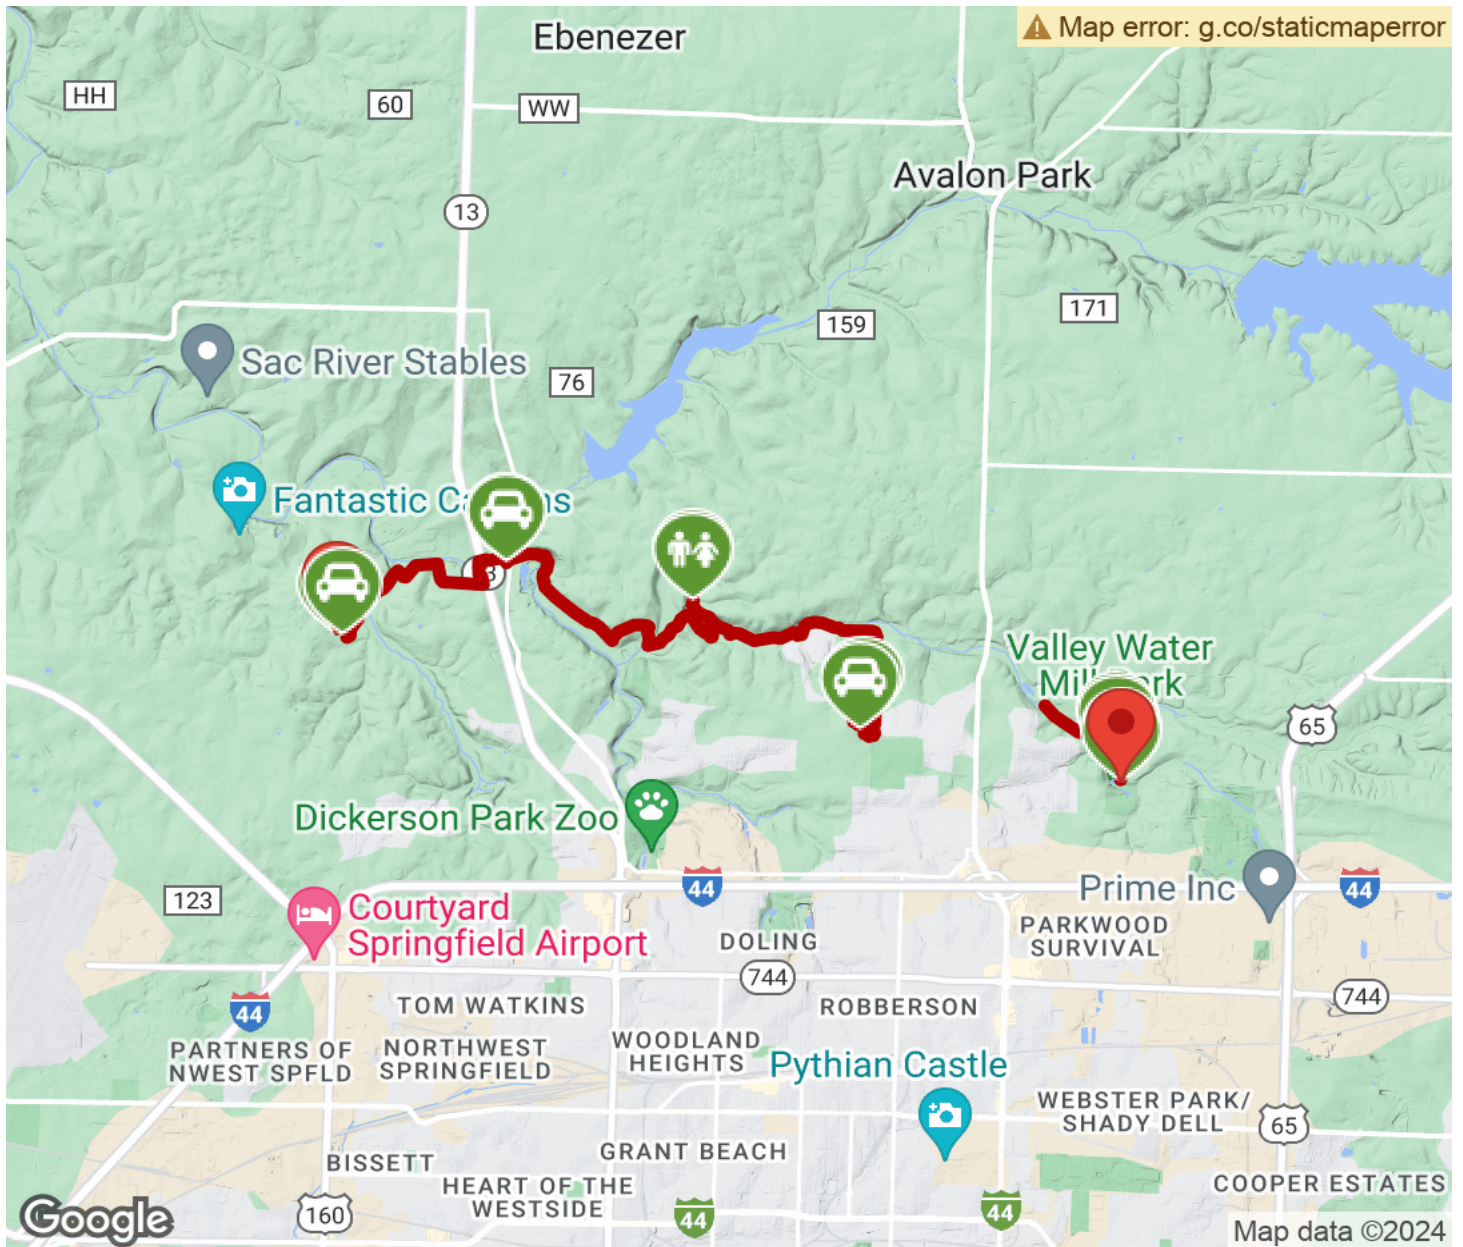 Map error: g.co/staticmaperror
Ebenezer
HH
60
WW
Avalon Park
13
171
159
Sac River Stables
76
Fantastic
Valley Water
65
Dickerson Park Zoo
44
Prime Inc
44
123
Courtyard
Springfield Airport
PARKWOOD
SURVIVAL
DOLING
744
744
TOM WATKINS
ROBBERSON
44
PARTNERS OF
NWEST SPFLD
NORTHWEST
SPRINGFIELD
WOODLAND
HEIGHTS
Pythian Castle
WEBSTER PARK/
SHADY DELL
65
BISSETT
GRANT BEACH
HEART OF THE
WESTSIDE
COOPER ESTATES
160
44
44
Google
Map data ©2024